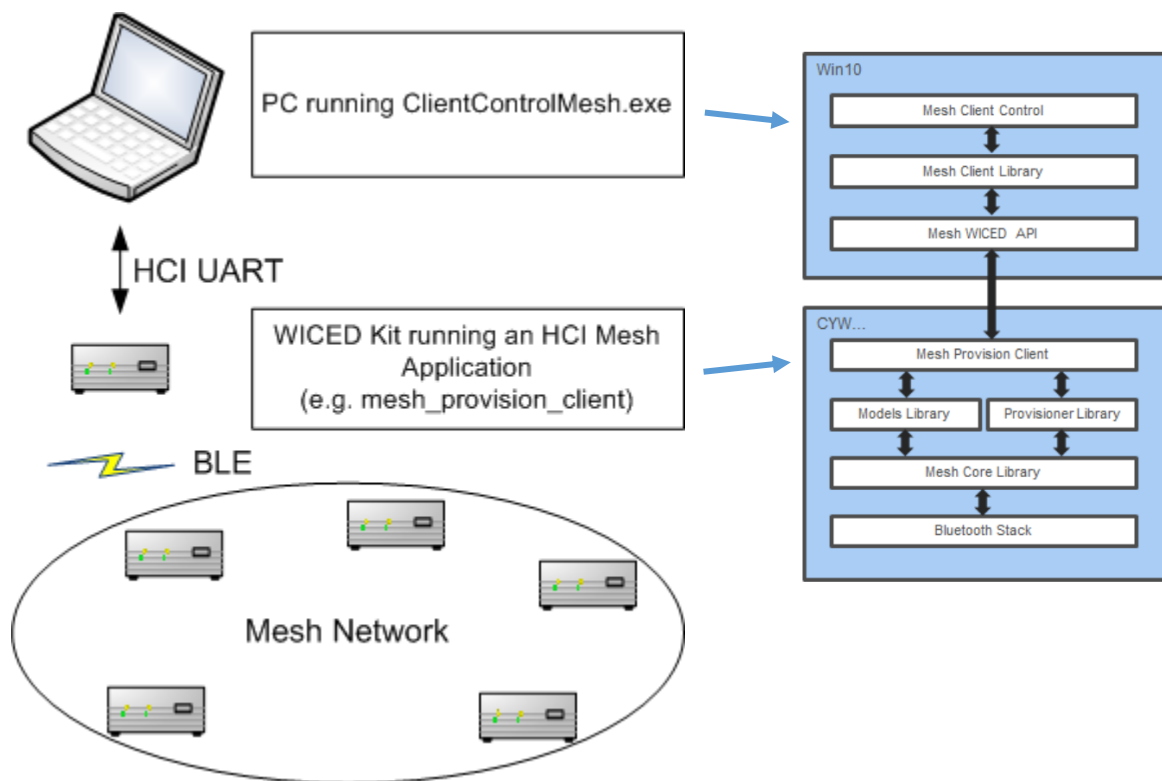 PC running ClientControlMesh.exe
HCI UART
WICED Kit running an HCI Mesh
Application
(e.g. mesh_provision_client)
BLE
Mesh Network
Win10
Mesh Client Control
Mesh Client Library
Mesh WICED API
CYW...
Mesh Provision Client
Models Library
Provisioner Library
Mesh Core Library
Bluetooth Stack